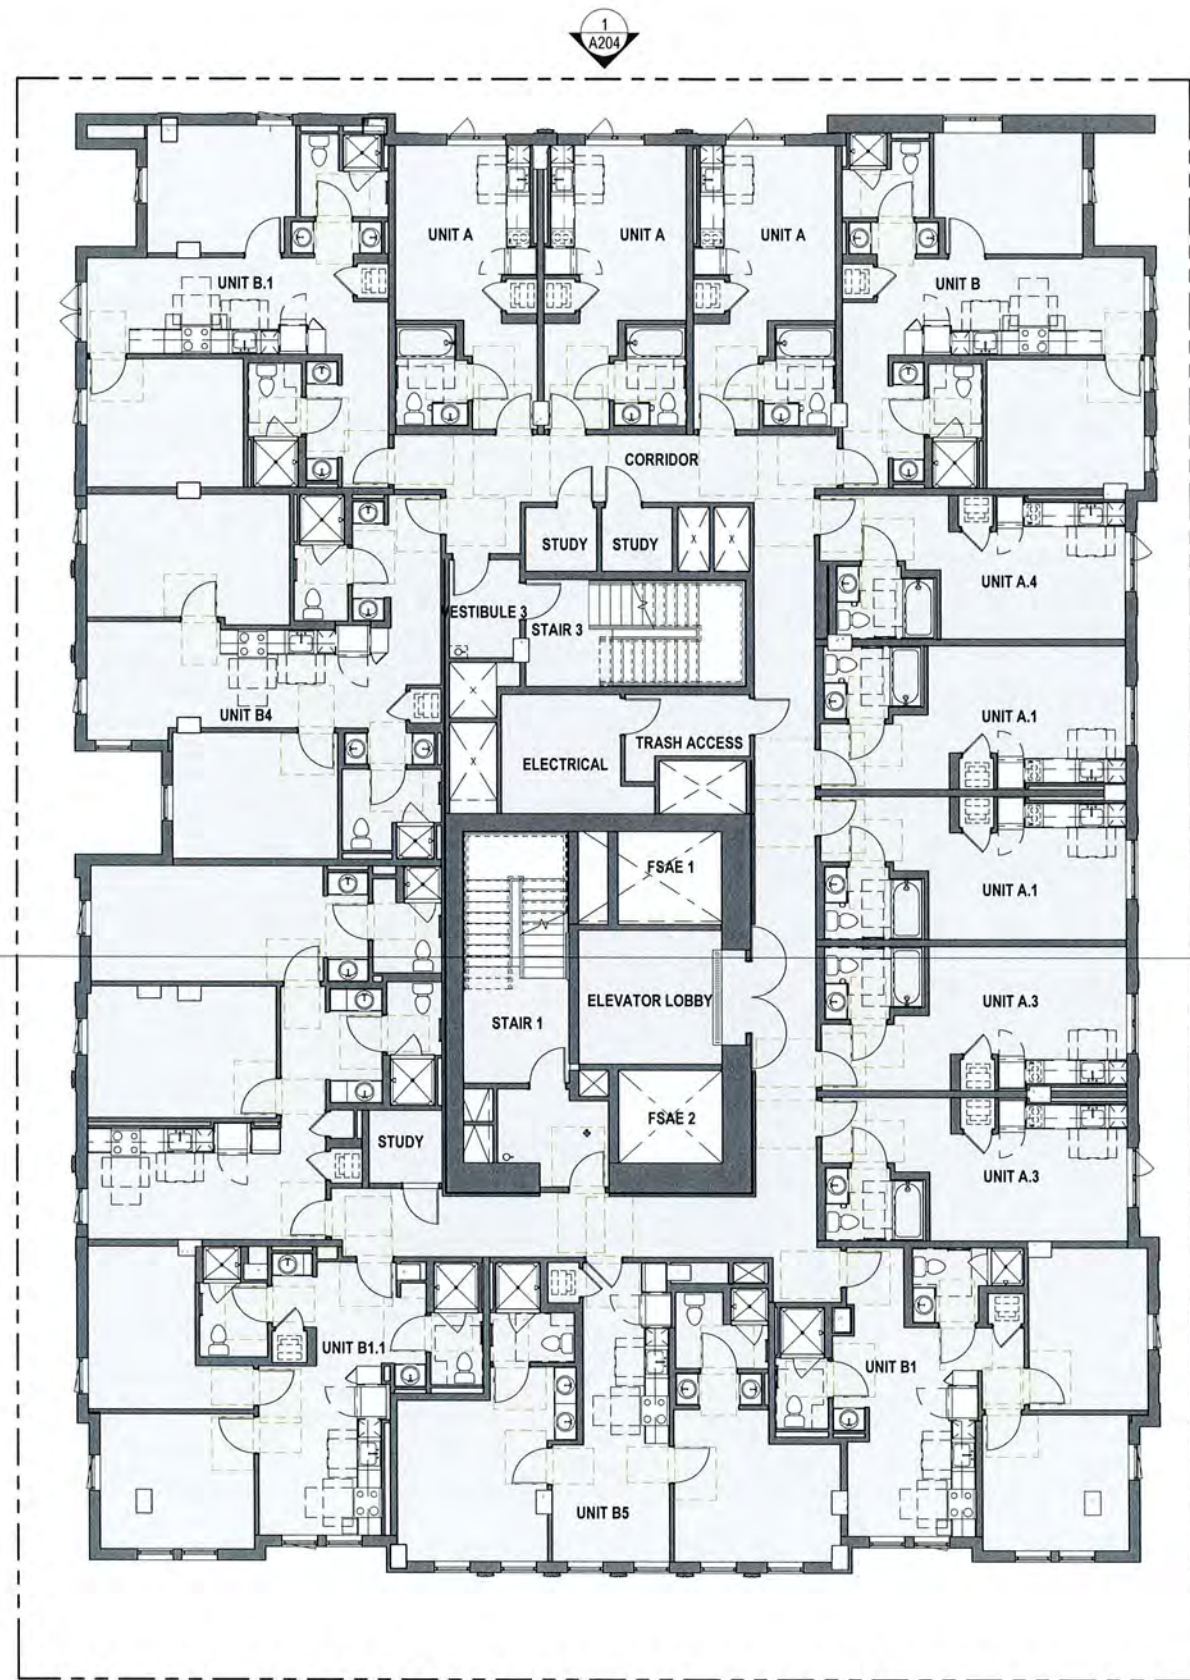 1
A204
UNIT A
UNIT A
UNIT A
UNIT B.1
UNIT B
CORRIDOR
STUDY
STUDY
UNIT A.4
VESTIBULE 3
STAIR 3
UNIT B4
UNIT A.1
TRASH ACCESS
ELECTRICAL
FSAE 1
UNIT A.1
ELEVATOR LOBBY
UNIT A.3
STAIR 1
FSAE 2
STUDY
UNIT A.3
UNIT B1.1
UNIT B1
UNIT B5